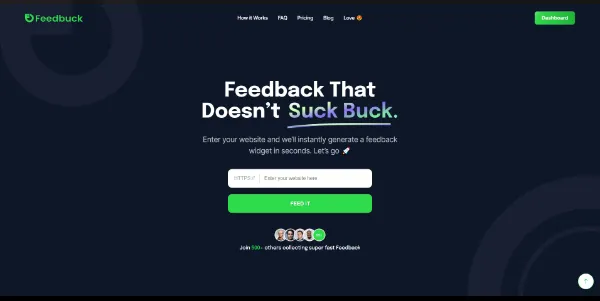 Feedbuck
How it Works FAQ Pricing Blog Love 😍
Dashboard
Feedback That
Doesn't Suck Buck.
Enter your website and we'll instantly generate a feedback
widget in seconds. Let's go 🚀
HTTPS://
Enter your website here
FEED IT
Join 500+ others collecting super fast Feedback